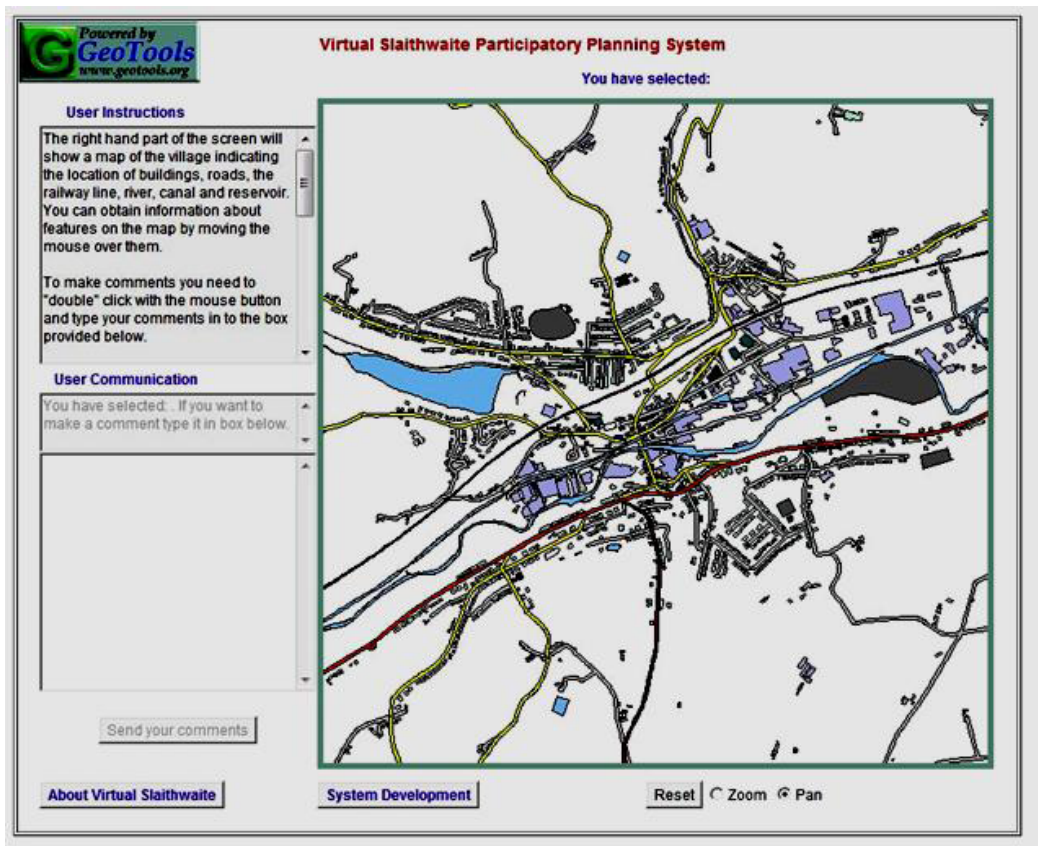 Powered by
GeoTools
www.geotools.org
Virtual Slaithwaite Participatory Planning System
You have selected:
User Instructions
The right hand part of the screen will
show a map of the village indicating
the location of buildings, roads, the
railway line, river, canal and reservoir.
You can obtain information about
features on the map by moving the
mouse over them.
To make comments you need to
"double" click with the mouse button
and type your comments in to the box
provided below.
User Communication
You have selected: . If you want to
make a comment type it in box below.
Send your comments
About Virtual Slaithwaite
System Development
Reset Zoom Pan